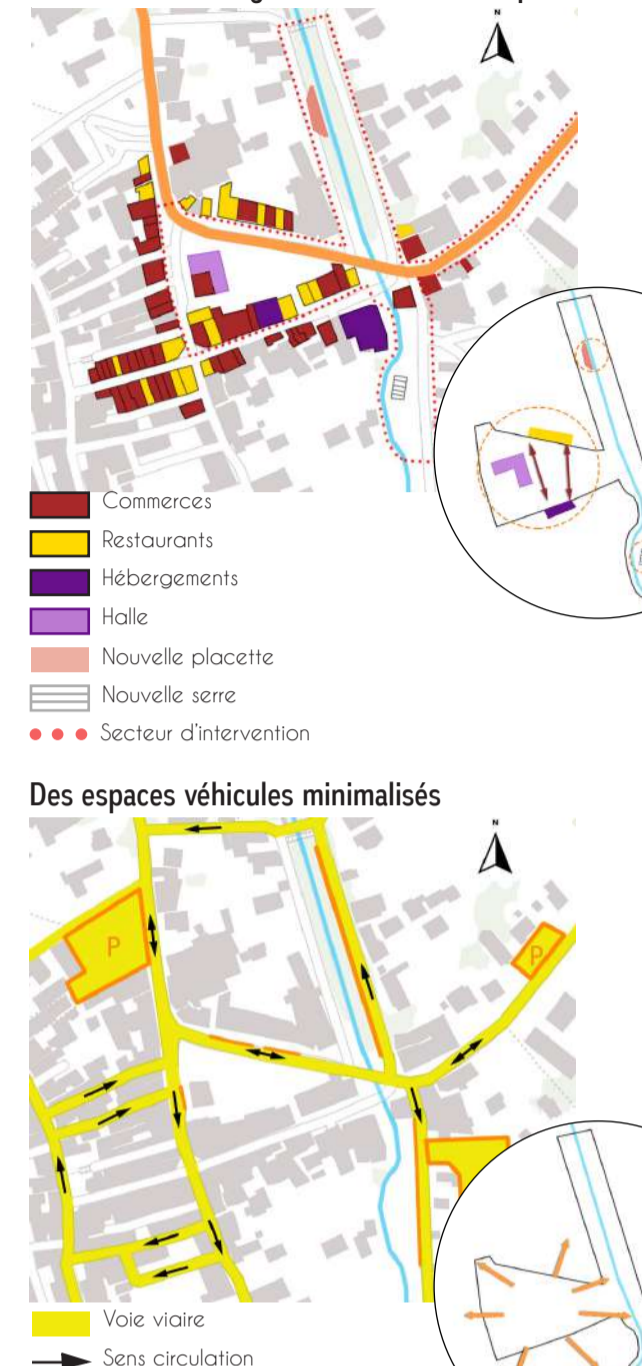 N
Commerces
Restaurants
Hébergements
Halle
Nouvelle placette
Nouvelle serre
Secteur d'intervention
Des espaces véhicules minimalisés
N
P
P
Voie viaire
Sens circulation